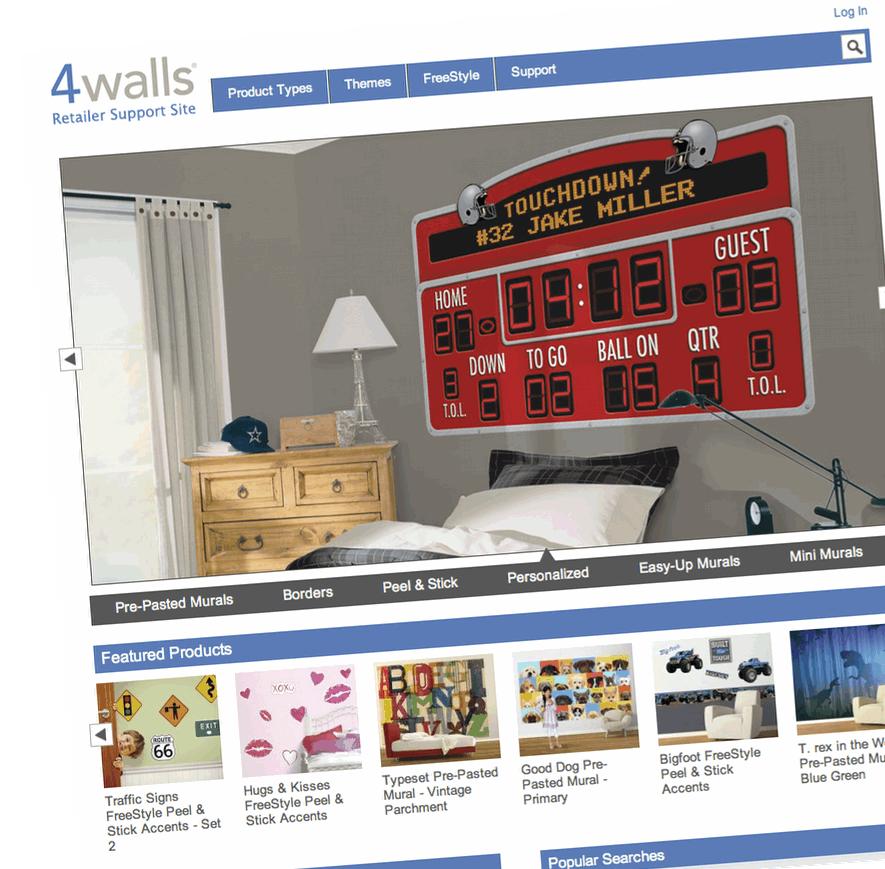 Log In
4walls®
Retailer Support Site
Product Types
Themes
FreeStyle
Support
TOUCHDOWN!
#32 JAKE MILLER
HOME
GUEST
27
04:12
03
DOWN
TO GO
BALL ON
QTR
3
2
02
15
4
0
T.O.L.
T.O.L.
Pre-Pasted Murals
Borders
Peel & Stick
Personalized
Easy-Up Murals
Mini Murals
Featured Products
EXIT
ROUTE
66
XOXO
BUILT
TOUGH
Traffic Signs
FreeStyle Peel &
Stick Accents - Set
2
Hugs & Kisses
FreeStyle Peel &
Stick Accents
Typeset Pre-Pasted
Mural - Vintage
Parchment
Good Dog Pre-
Pasted Mural -
Primary
Bigfoot FreeStyle
Peel & Stick
Accents
T. rex in the W
Pre-Pasted Mu
Blue Green
Popular Searches